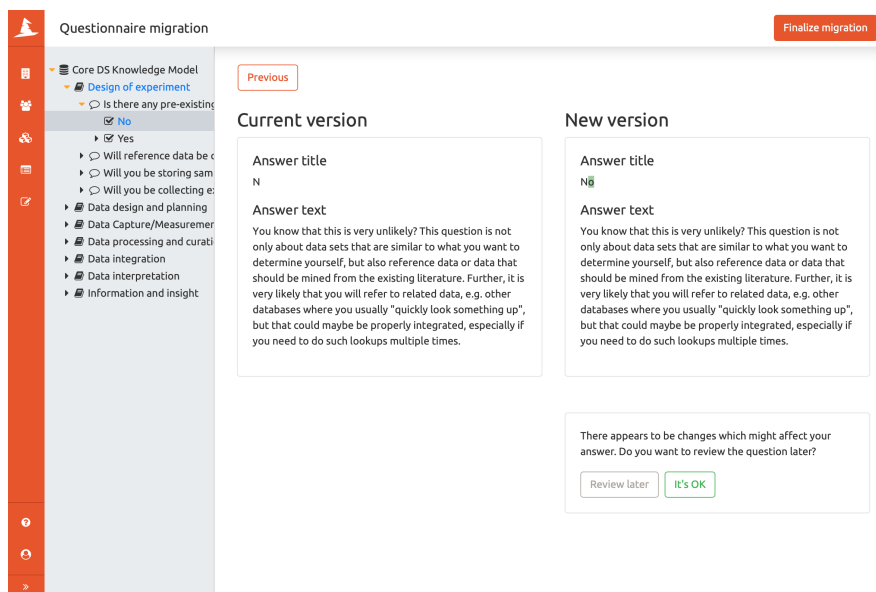 Questionnaire migration
Finalize migration
Core DS Knowledge Model
Design of experiment
Is there any pre-existing
No
Yes
Will reference data be c
Will you be storing sam
Will you be collecting e
Data design and planning
Data Capture/Measuremer
Data processing and curati
Data integration
Data interpretation
Information and insight
Previous
Current version
Answer title
N
Answer text
You know that this is very unlikely? This question is not
only about data sets that are similar to what you want to
determine yourself, but also reference data or data that
should be mined from the existing literature. Further, it is
very likely that you will refer to related data, e.g. other
databases where you usually "quickly look something up",
but that could maybe be properly integrated, especially if
you need to do such lookups multiple times.
New version
Answer title
No
Answer text
You know that this is very unlikely? This question is not
only about data sets that are similar to what you want to
determine yourself, but also reference data or data that
should be mined from the existing literature. Further, it is
very likely that you will refer to related data, e.g. other
databases where you usually "quickly look something up",
but that could maybe be properly integrated, especially if
you need to do such lookups multiple times.
There appears to be changes which might affect your
answer. Do you want to review the question later?
Review later
It's OK